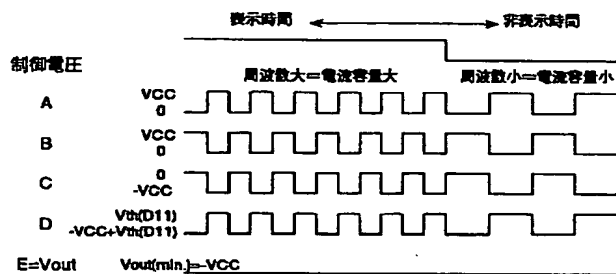 表示時間 非表示時間
制御電圧
周波数大=電流容量大 周波数小=電流容量小
A VCC
0
B VCC
0
C 0
-VCC
D Vth(D11)
-VCC+Vth(D11)
E=Vout Vout(min.)=-VCC